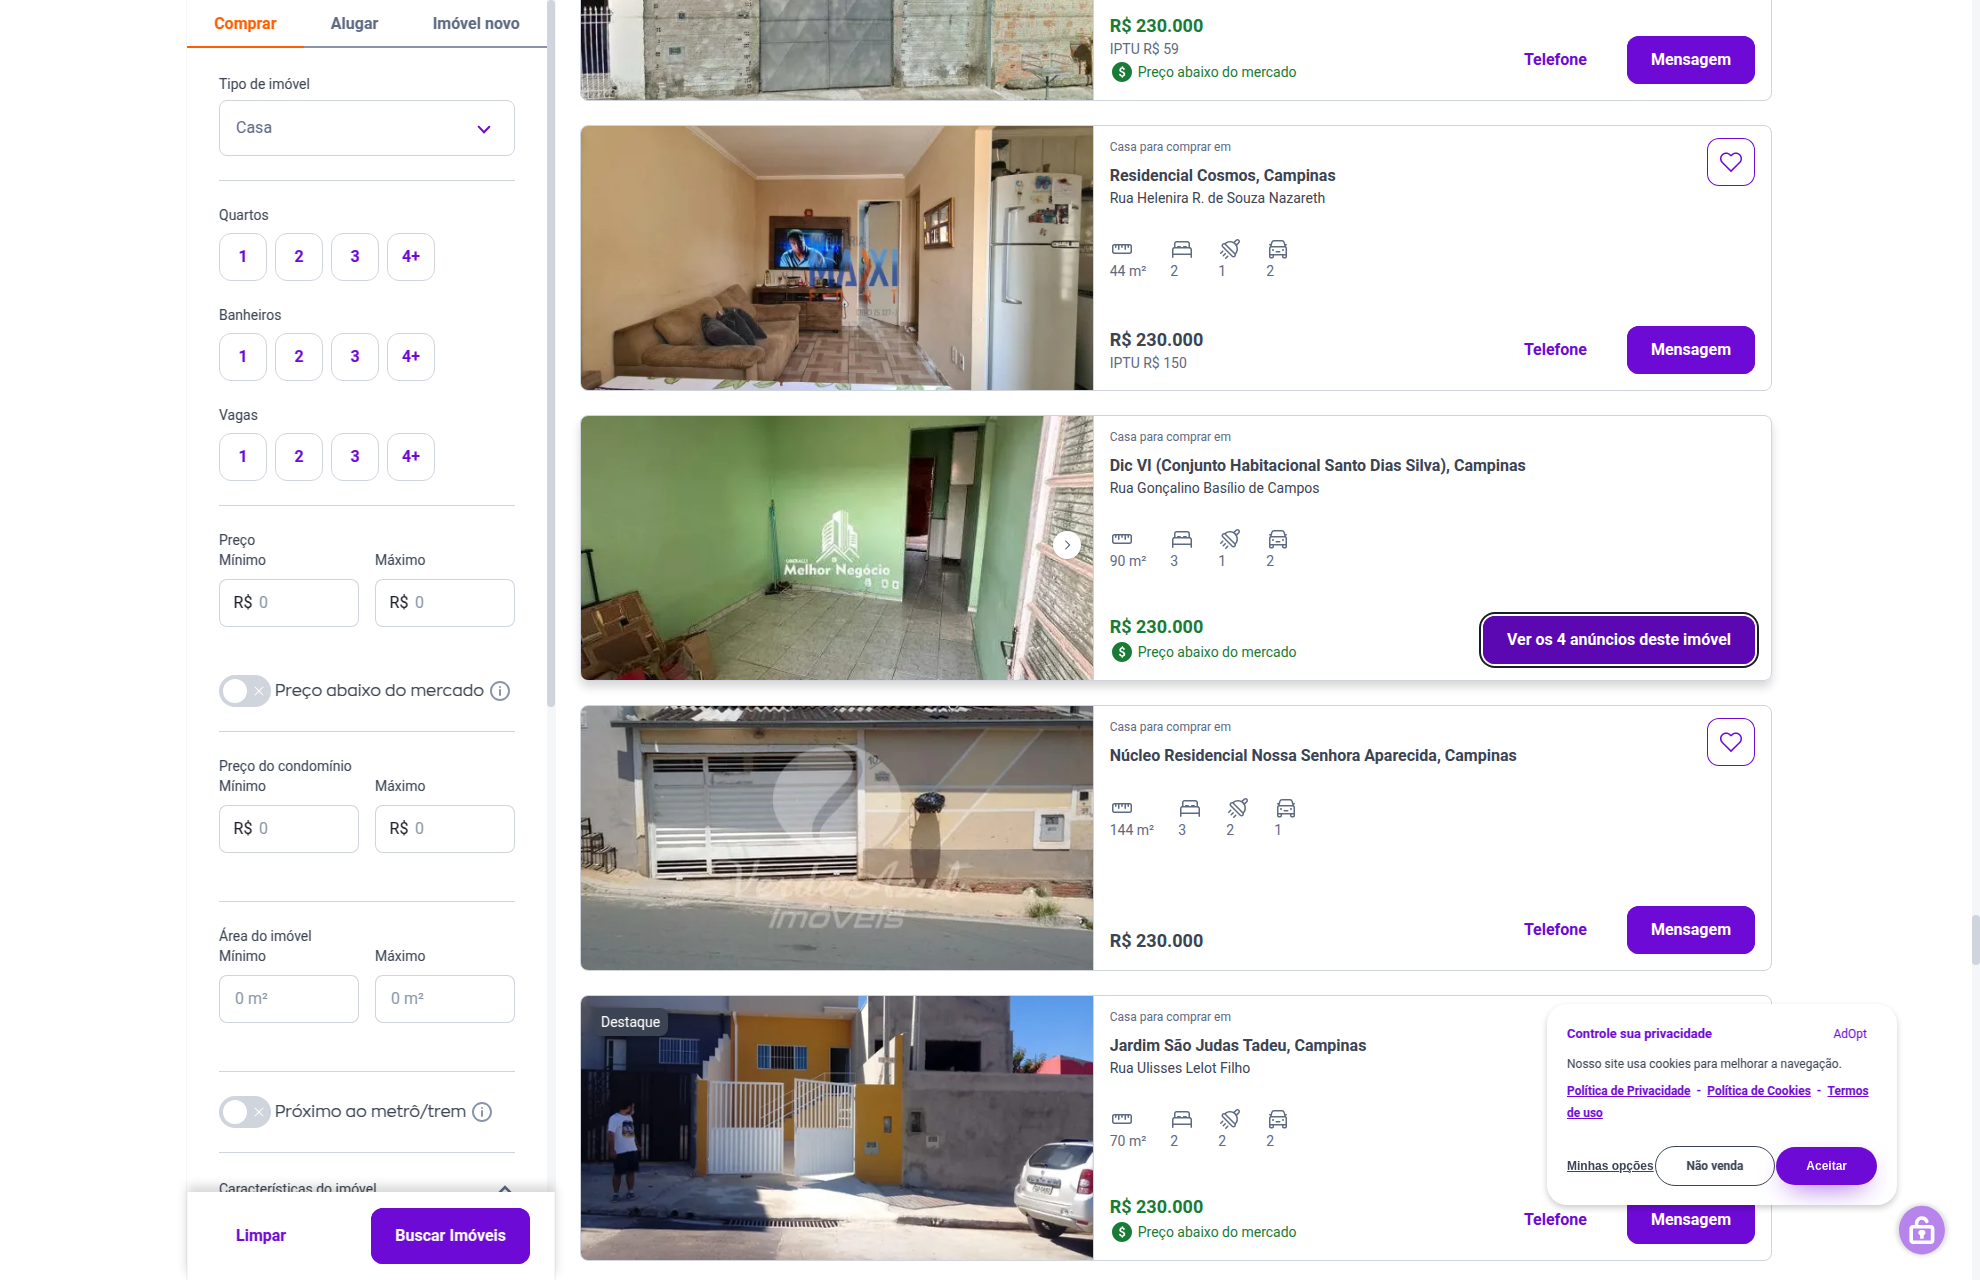 Comprar
Alugar
Imóvel novo
Tipo de imóvel
Casa
Quartos
1
2
3
4+
Banheiros
1
2
3
4+
Vagas
1
2
3
4+
Preço
Mínimo
Máximo
R$ 0
R$ 0
Preço abaixo do mercado
Preço do condomínio
Mínimo
Máximo
R$ 0
R$ 0
Área do imóvel
Mínimo
Máximo
0 m²
0 m²
Próximo ao metrô/trem
Características do imóvel
Limpar
Buscar Imóveis
R$ 230.000
IPTU R$ 59
Preço abaixo do mercado
Telefone
Mensagem
Casa para comprar em
Residencial Cosmos, Campinas
Rua Helenira R. de Souza Nazareth
44 m²
2
1
2
R$ 230.000
IPTU R$ 150
Telefone
Mensagem
Melhor Negócio
Casa para comprar em
Dic VI (Conjunto Habitacional Santo Dias Silva), Campinas
Rua Gonçalino Basílio de Campos
90 m²
3
1
2
R$ 230.000
Preço abaixo do mercado
Ver os 4 anúncios deste imóvel
Verde Azul
Imóveis
Casa para comprar em
Núcleo Residencial Nossa Senhora Aparecida, Campinas
144 m²
3
2
1
R$ 230.000
Telefone
Mensagem
Destaque
Casa para comprar em
Jardim São Judas Tadeu, Campinas
Rua Ulisses Lelot Filho
70 m²
2
2
2
R$ 230.000
Preço abaixo do mercado
Telefone
Mensagem
Controle sua privacidade
AdOpt
Nosso site usa cookies para melhorar a navegação.
Política de Privacidade - Política de Cookies - Termos
de uso
Minhas opções
Não venda
Aceitar